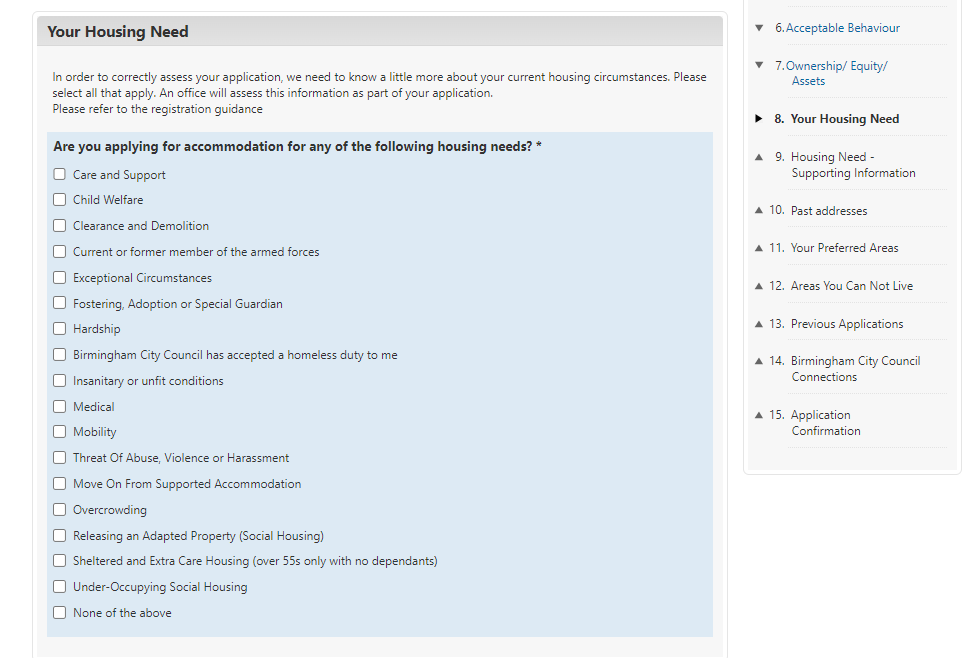 Your Housing Need
In order to correctly assess your application, we need to know a little more about your current housing circumstances. Please
select all that apply. An office will assess this information as part of your application.
Please refer to the registration guidance
Are you applying for accommodation for any of the following housing needs? *
Care and Support
Child Welfare
Clearance and Demolition
Current or former member of the armed forces
Exceptional Circumstances
Fostering, Adoption or Special Guardian
Hardship
Birmingham City Council has accepted a homeless duty to me
Insanitary or unfit conditions
Medical
Mobility
Threat Of Abuse, Violence or Harassment
Move On From Supported Accommodation
Overcrowding
Releasing an Adapted Property (Social Housing)
Sheltered and Extra Care Housing (over 55s only with no dependants)
Under-Occupying Social Housing
None of the above
6.Acceptable Behaviour
7.Ownership/ Equity/
Assets
8. Your Housing Need
9. Housing Need -
Supporting Information
10. Past addresses
11. Your Preferred Areas
12. Areas You Can Not Live
13. Previous Applications
14. Birmingham City Council
Connections
15. Application
Confirmation